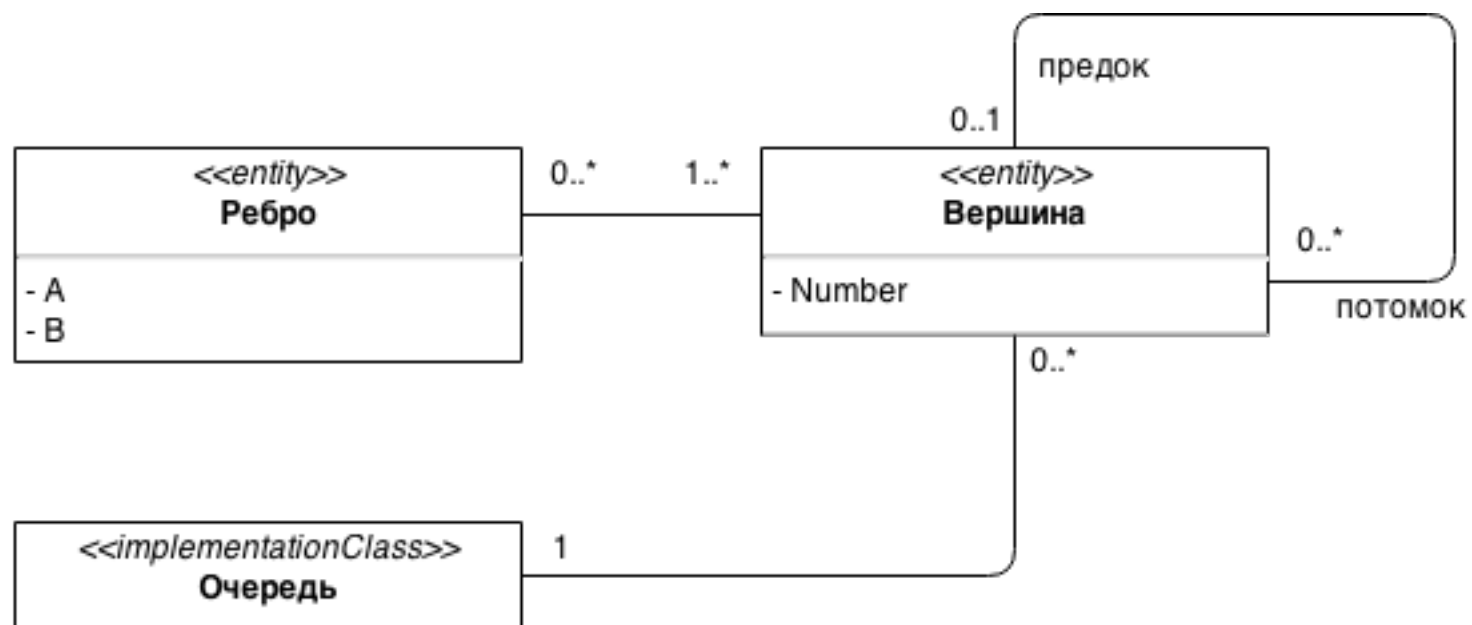 предок
0..1
<<entity>>
Ребро
- A
- B
0..*
1..*
<<entity>>
Вершина
- Number
0..*
потомок
0..*
<<implementationClass>>
Очередь
1